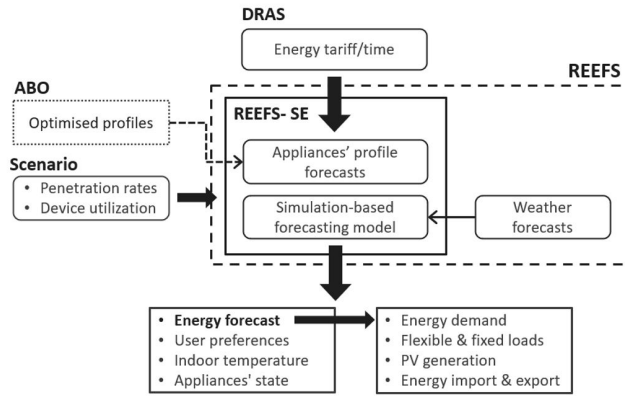 DRAS
Energy tariff/time
REEFS
ABO
Optimised profiles
REEFS- SE
Appliances’ profile
forecasts
Scenario
• Penetration rates
• Device utilization
Simulation-based
forecasting model
Weather
forecasts
• Energy forecast
• User preferences
• Indoor temperature
• Appliances' state
• Energy demand
• Flexible & fixed loads
• PV generation
• Energy import & export